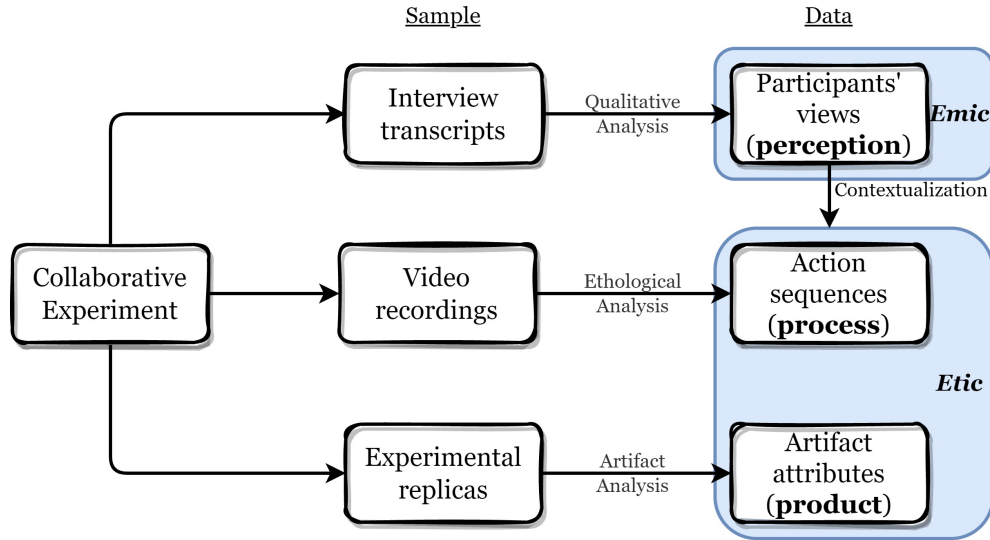 Sample
Data
Interview
transcripts
Qualitative
Analysis
Participants'
views
(perception)
Emic
Contextualization
Collaborative
Experiment
Video
recordings
Ethological
Analysis
Action
sequences
(process)
Etic
Experimental
replicas
Artifact
Analysis
Artifact
attributes
(product)